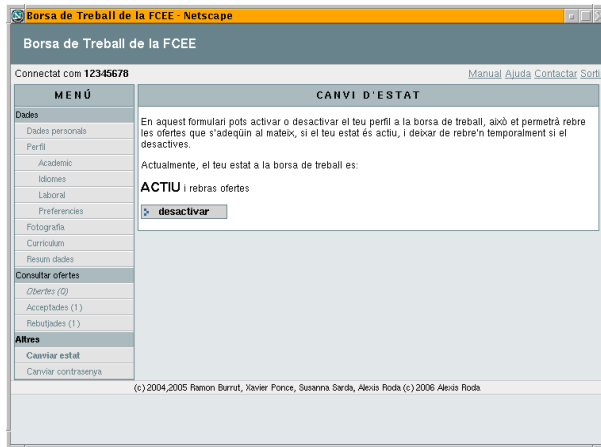 Borsa de Treball de la FCEE - Netscape
Borsa de Treball de la FCEE
Connectat com 12345678
Manual Ajuda Contactar Sorti
MENÚ
Dades
Dades personals
Perfil
Academic
Idiomes
Laboral
Preferencies
Fotografia
Curriculum
Resum dades
Consultar ofertes
Obertes (0)
Acceptades (1)
Rebutjades (1)
Altres
Canviar estat
Canviar contrasenya
CANVI D'ESTAT
En aquest formulari pots activar o desactivar el teu perfil a la borsa de treball, això et permetrà rebre
les ofertes que s'adeqüin al mateix, si el teu estat és actiu, i deixar de rebre'n temporalment si el
desactives.
Actualmente, el teu estat a la borsa de treball es:
ACTIU i rebras ofertes
desactivar
(c) 2004,2005 Ramon Burrut, Xavier Ponce, Susanna Sarda, Alexis Roda (c) 2006 Alexis Roda